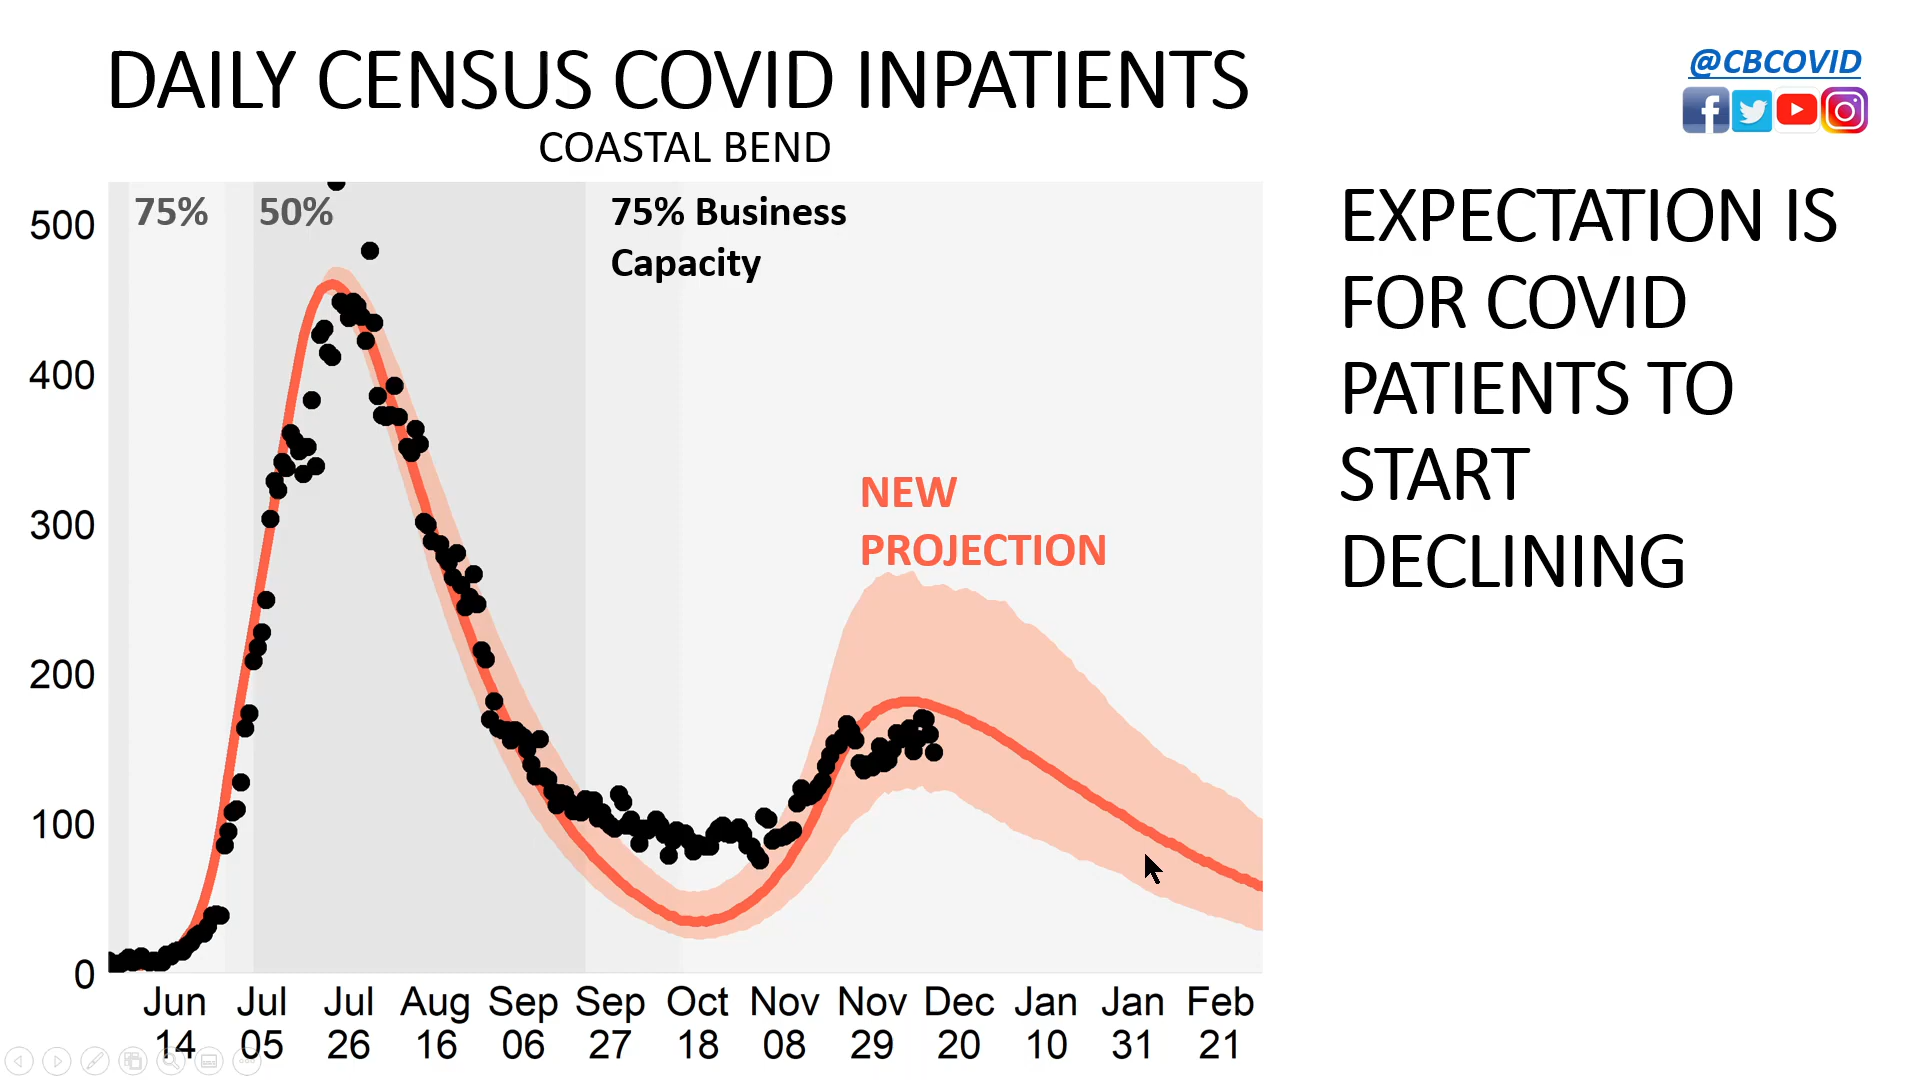 DAILY CENSUS COVID INPATIENTS
COASTAL BEND
@CBCOVID
75%
50%
75% Business
Capacity
EXPECTATION IS
FOR COVID
PATIENTS TO
START
DECLINING
NEW
PROJECTION
500
400
300
200
100
0
Jun Jul Jul Aug Sep Sep Oct Nov Nov Dec Jan Jan Feb
14 05 26 16 06 27 18 08 29 20 10 31 21